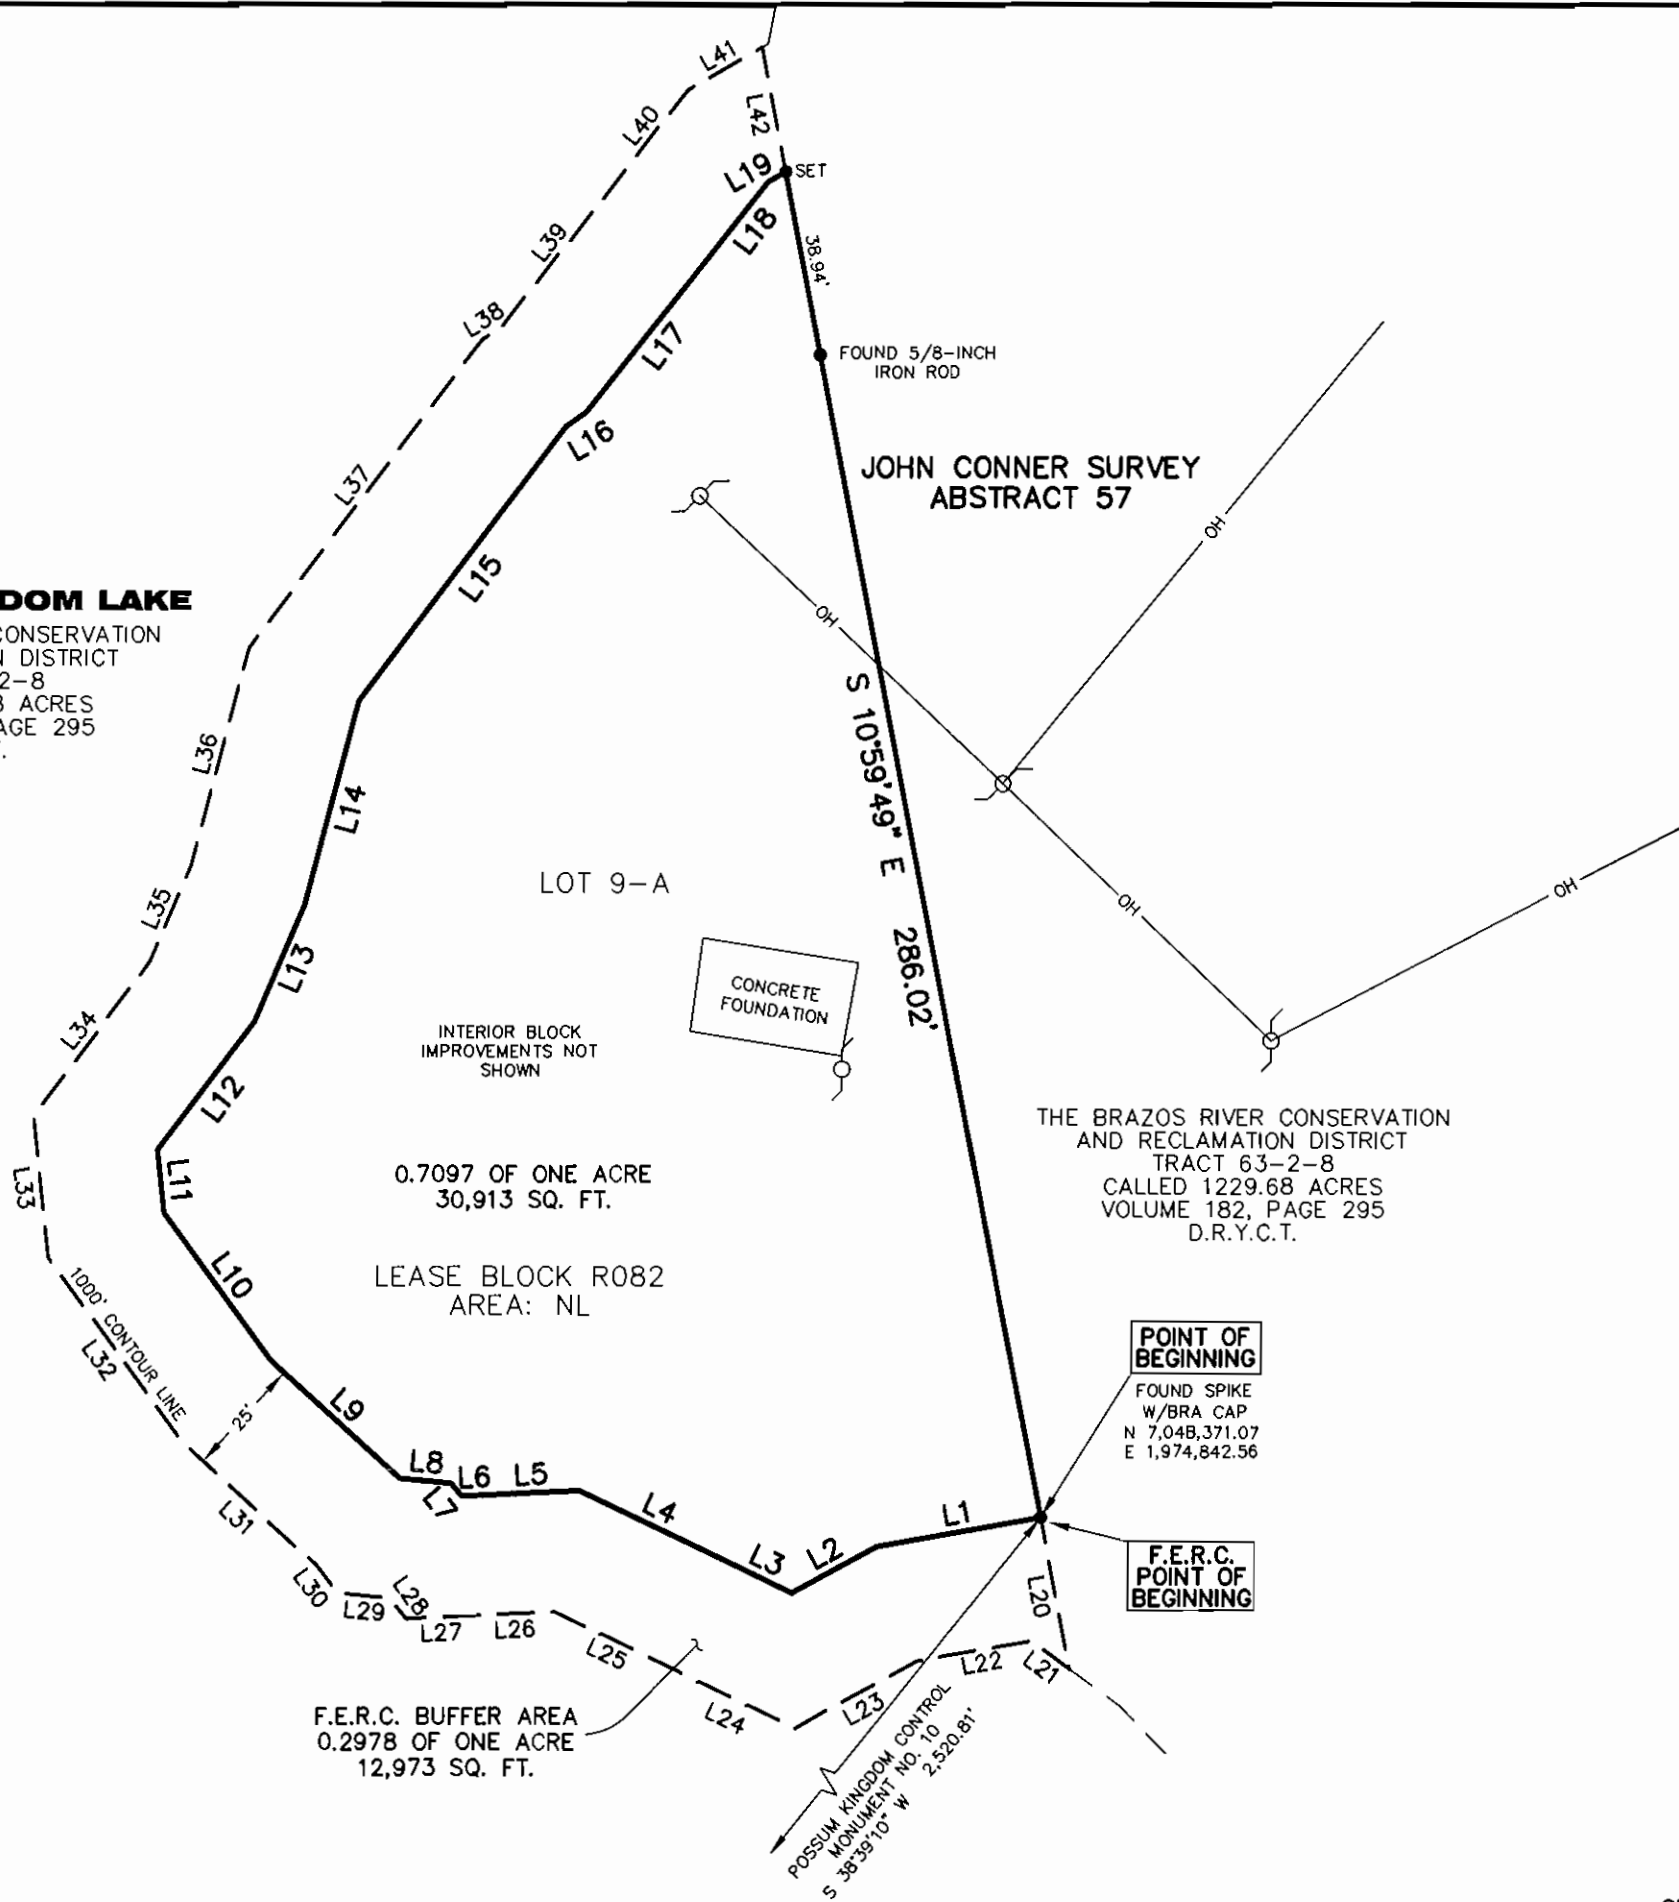 L41
L40
L42
L19
SET
L18
L39
38.94'
L38
L17
FOUND 5/8-INCH
IRON ROD
L16
JOHN CONNER SURVEY
ABSTRACT 57
L37
OH
L15
OH
DOM LAKE
CONSERVATION
N DISTRICT
2-8
8 ACRES
AGE 295
S 10°59'49" E 286.02'
L36
L14
LOT 9-A
OH
OH
L35
L13
CONCRETE
FOUNDATION
INTERIOR BLOCK
IMPROVEMENTS NOT
SHOWN
L34
L12
THE BRAZOS RIVER CONSERVATION
AND RECLAMATION DISTRICT
TRACT 63-2-8
CALLED 1229.68 ACRES
VOLUME 182, PAGE 295
D.R.Y.C.T.
L33
L11
0.7097 OF ONE ACRE
30,913 SQ. FT.
L10
LEASE BLOCK R082
AREA: NL
1000' CONTOUR LINE
L32
POINT OF
BEGINNING
FOUND SPIKE
W/BRA CAP
N 7,048,371.07
E 1,974,842.56
25'
L9
L8
L7
L6
L5
L4
L3
L2
L1
F.E.R.C.
POINT OF
BEGINNING
L20
L31
L30
L29
L28
L27
L26
L25
L24
L23
L22
L21
F.E.R.C. BUFFER AREA
0.2978 OF ONE ACRE
12,973 SQ. FT.
POSSUM KINGDOM CONTROL
MONUMENT NO. 10
S 38°39'10" W 2,520.81'